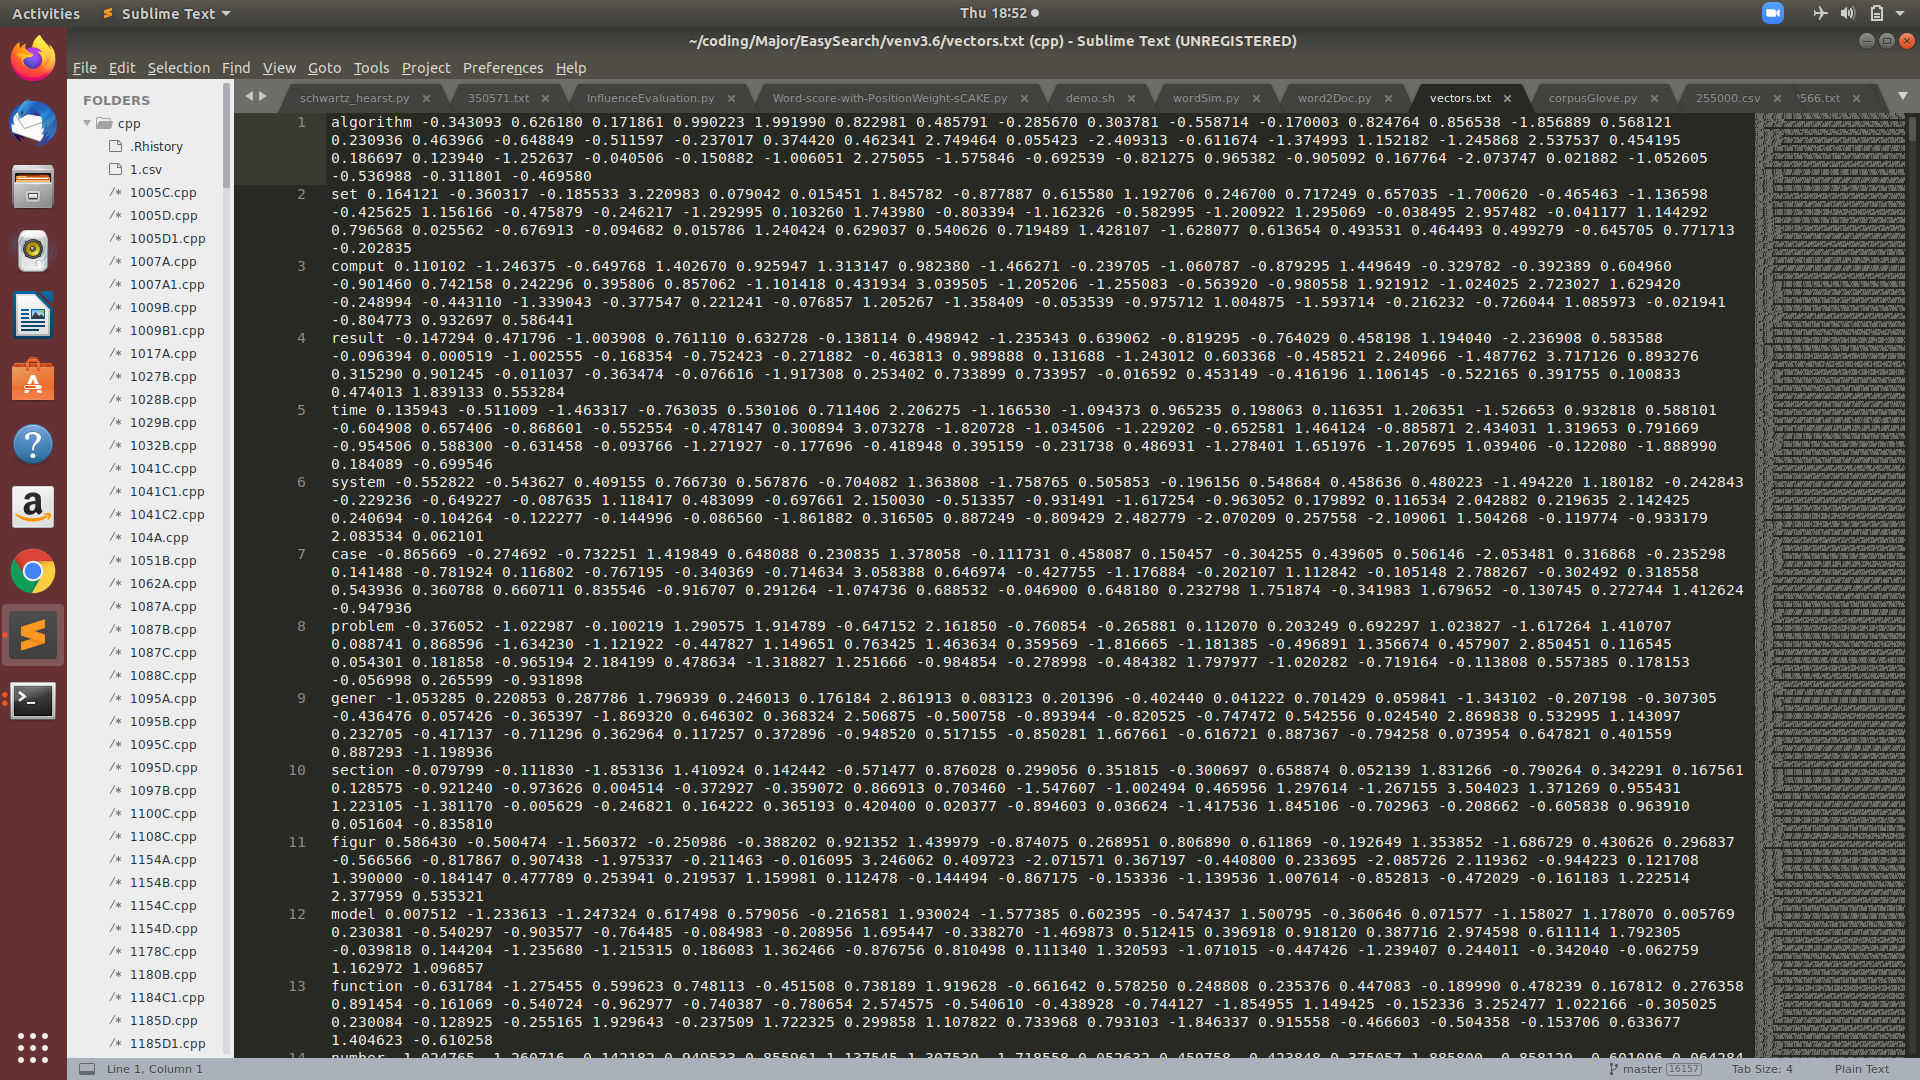 Activities
Sublime Text
Thu 18:52
~/coding/Major/EasySearch/venv3.6/vectors.txt (cpp) - Sublime Text (UNREGISTERED)
File Edit Selection Find View Goto Tools Project Preferences Help
FOLDERS
cpp
.Rhistory
1.csv
1005C.cpp
1005D.cpp
1005D1.cpp
1007A.cpp
1007A1.cpp
1009B.cpp
1009B1.cpp
1017A.cpp
1027B.cpp
1028B.cpp
1029B.cpp
1032B.cpp
1041C.cpp
1041C1.cpp
1041C2.cpp
104A.cpp
1051B.cpp
1062A.cpp
1087A.cpp
1087B.cpp
1087C.cpp
1088C.cpp
1095A.cpp
1095B.cpp
1095C.cpp
1095D.cpp
1097B.cpp
1100C.cpp
1108C.cpp
1154A.cpp
1154B.cpp
1154C.cpp
1154D.cpp
1178C.cpp
1180B.cpp
1184C1.cpp
1185D.cpp
1185D1.cpp
schwartz_hearst.py 350571.txt InfluenceEvaluation.py Word-score-with-PositionWeight-sCAKE.py demo.sh wordSim.py word2Doc.py vectors.txt corpusGlove.py 255000.csv 566.txt
1 algorithm -0.343093 0.626180 0.171861 0.990223 1.991990 0.822981 0.485791 -0.285670 0.303781 -0.558714 -0.170003 0.824764 0.856538 -1.856889 0.568121
0.230936 0.463966 -0.648849 -0.511597 -0.237017 0.374420 0.462341 2.749464 0.055423 -2.409313 -0.611674 -1.374993 1.152182 -1.245868 2.537537 0.454195
0.186697 0.123940 -1.252637 -0.040506 -0.150882 -1.006051 2.275055 -1.575846 -0.692539 -0.821275 0.965382 -0.905092 0.167764 -2.073747 0.021882 -1.052605
-0.536988 -0.311801 -0.469580
2 set 0.164121 -0.360317 -0.185533 3.220983 0.079042 0.015451 1.845782 -0.877887 0.615580 1.192706 0.246700 0.717249 0.657035 -1.700620 -0.465463 -1.136598
-0.425625 1.156166 -0.475879 -0.246217 -1.292995 0.103260 1.743980 -0.803394 -1.162326 -0.582995 -1.200922 1.295069 -0.038495 2.957482 -0.041177 1.144292
0.796568 0.025562 -0.676913 -0.094682 0.015786 1.240424 0.629037 0.540626 0.719489 1.428107 -1.628077 0.613654 0.493531 0.464493 0.499279 -0.645705 0.771713
-0.202835
3 comput 0.110102 -1.246375 -0.649768 1.402670 0.925947 1.313147 0.982380 -1.466271 -0.239705 -1.060787 -0.879295 1.449649 -0.329782 -0.392389 0.604960
-0.901460 0.742158 0.242296 0.395806 0.857062 -1.101418 0.431934 3.039505 -1.205206 -1.255083 -0.563920 -0.980558 1.921912 -1.024025 2.723027 1.629420
-0.248994 -0.443110 -1.339043 -0.377547 0.221241 -0.076857 1.205267 -1.358409 -0.053539 -0.975712 1.004875 -1.593714 -0.216232 -0.726044 1.085973 -0.021941
-0.804773 0.932697 0.586441
4 result -0.147294 0.471796 -1.003908 0.761110 0.632728 -0.138114 0.498942 -1.235343 0.639062 -0.819295 -0.764029 0.458198 1.194040 -2.236908 0.583588
-0.096394 0.000519 -1.002555 -0.168354 -0.752423 -0.271882 -0.463813 0.989888 0.131088 -1.243012 0.603368 -0.458521 2.240966 -1.487762 3.717126 0.893276
0.315290 0.901245 -0.011037 -0.363474 -0.076616 -1.917308 0.253402 0.733899 0.733957 -0.016592 0.453149 -0.416196 1.106145 -0.522165 0.391755 0.100833
0.474013 1.839133 0.553284
5 time 0.135943 -0.511009 -1.463317 -0.763035 0.530106 0.711406 2.206275 -1.166530 -1.094373 0.965235 0.198063 0.116351 1.206351 -1.526653 0.932818 0.588101
-0.604908 0.657406 -0.868601 -0.552554 -0.478147 0.300894 3.073278 -1.820728 -1.034506 -1.229202 -0.652581 1.464124 -0.885871 2.434031 1.319653 0.791669
-0.954506 0.588300 -0.631458 -0.093766 -1.271927 -0.177696 -0.418948 0.395159 -0.231738 0.486931 -1.278401 1.651976 -1.207695 1.039406 -0.122080 -1.888990
0.184089 -0.699546
6 system -0.552822 -0.543627 0.409155 0.766730 0.567876 -0.704082 1.363808 -1.758765 0.505853 -0.196156 0.548684 0.458636 0.480223 -1.494220 1.180182 -0.242843
-0.229236 -0.649227 -0.087635 1.118417 0.483099 -0.697661 2.150030 -0.513357 -0.931491 -1.617254 -0.963052 0.179892 0.116534 2.042882 0.219635 2.142425
0.240694 -0.104264 -0.122277 -0.144996 -0.086560 -1.861882 0.316505 0.887249 -0.809429 2.482779 -2.070209 0.257558 -2.109061 1.504268 -0.119774 -0.933179
2.083534 0.062101
7 case -0.865669 -0.274692 -0.732251 1.419849 0.648088 0.230835 1.378058 -0.111731 0.458087 0.150457 -0.304255 0.439605 0.506146 -2.053481 0.316868 -0.235298
0.141488 -0.781924 0.116802 -0.767195 -0.340369 -0.714634 3.058388 0.646974 -0.427755 -1.176884 -0.202107 1.112842 -0.105148 2.788267 -0.302492 0.318558
0.543936 0.360788 0.660711 0.835546 -0.916707 0.291264 -1.074736 0.688532 -0.046900 0.648180 0.232798 1.751874 -0.341983 1.679652 -0.130745 0.272744 1.412624
-0.947936
8 problem -0.376052 -1.022987 -0.100219 1.290575 1.914789 -0.647152 2.161850 -0.760854 -0.265881 0.112070 0.203249 0.692297 1.023827 -1.617264 1.410707
0.088741 0.868596 -1.634230 -1.121922 -0.447827 1.149651 0.763425 1.463634 0.359569 -1.816665 -1.181385 -0.496891 1.356674 0.457907 2.850451 0.116545
0.054301 0.181858 -0.965194 2.184199 0.478634 -1.318827 1.251666 -0.984854 -0.278998 -0.484382 1.797977 -1.020282 -0.719164 -0.113808 0.557385 0.178153
-0.056998 0.265599 -0.931898
9 gener -1.053285 0.220853 0.287786 1.796939 0.246013 0.176184 2.861913 0.083123 0.201396 -0.402440 0.041222 0.701429 0.059841 -1.343102 -0.207198 -0.307305
-0.436476 0.057426 -0.365397 -1.869320 0.646302 0.368324 2.506875 -0.500758 -0.893944 -0.820525 -0.747472 0.542556 0.024540 2.869838 0.532995 1.143097
0.232705 -0.417137 -0.711296 0.362964 0.117257 0.372896 -0.948520 0.517155 -0.850281 1.667661 -0.616721 0.887367 -0.794258 0.073954 0.647821 0.401559
0.887293 -1.198936
10 section -0.079799 -0.111830 -1.853136 1.410924 0.142442 -0.571477 0.876028 0.299056 0.351815 -0.300697 0.658874 0.052139 1.831266 -0.790264 0.342291 0.167561
0.128575 -0.921240 -0.973626 0.004514 -0.372927 -0.359072 0.866913 0.703460 -1.547607 -1.002494 0.465956 1.297614 -1.267155 3.504023 1.371269 0.955431
1.223105 -1.381170 -0.005629 -0.246821 0.164222 0.365193 0.420400 0.020377 -0.894603 0.036624 -1.417536 1.845106 -0.702963 -0.208662 -0.605838 0.963910
0.051604 -0.835810
11 figur 0.586430 -0.500474 -1.560372 -0.250986 -0.388202 0.921352 1.439979 -0.874075 0.268951 0.806890 0.611869 -0.192649 1.353852 -1.686729 0.430626 0.296837
-0.566566 -0.817867 0.907438 -1.975337 -0.211463 -0.016095 3.246062 0.409723 -2.071571 0.367197 -0.440800 0.233695 -2.085726 2.119362 -0.944223 0.121708
1.390000 -0.184147 0.477789 0.253941 0.219537 1.159981 0.112478 -0.144494 -0.867175 -0.153336 -1.139536 1.007614 -0.852813 -0.472029 -0.161183 1.222514
2.377959 0.535321
12 model 0.007512 -1.233613 -1.247324 0.617498 0.579056 -0.216581 1.930024 -1.577385 0.602395 -0.547437 1.500795 -0.360646 0.071577 -1.158027 1.178070 0.005769
0.230381 -0.540297 -0.903577 -0.764485 -0.084983 -0.208956 1.695447 -0.338270 -1.469873 0.512415 0.396918 0.918120 0.387716 2.974598 0.611114 1.792305
-0.039818 0.144204 -1.235680 -1.215315 0.186083 1.362466 -0.876756 0.810498 0.111340 1.320593 -1.071015 -0.447426 -1.239407 0.244011 -0.342040 -0.062759
1.162972 1.096857
13 function -0.631784 -1.275455 0.599623 0.748113 -0.451508 0.738189 1.919628 -0.661642 0.578250 0.248808 0.235376 0.447083 -0.189990 0.478239 0.167812 0.276358
0.891454 -0.161069 -0.540724 -0.962977 -0.740387 -0.780654 2.574575 -0.540610 -0.438928 -0.744127 -1.854955 1.149425 -0.152336 3.252477 1.022166 -0.305025
0.230084 -0.128925 -0.255165 1.929643 -0.237509 1.722325 0.299858 1.107822 0.733968 0.793103 -1.846337 0.915558 -0.466603 -0.504358 -0.153706 0.633677
1.404623 -0.610258
Line 1, Column 1
master 16157
Tab Size: 4
Plain Text